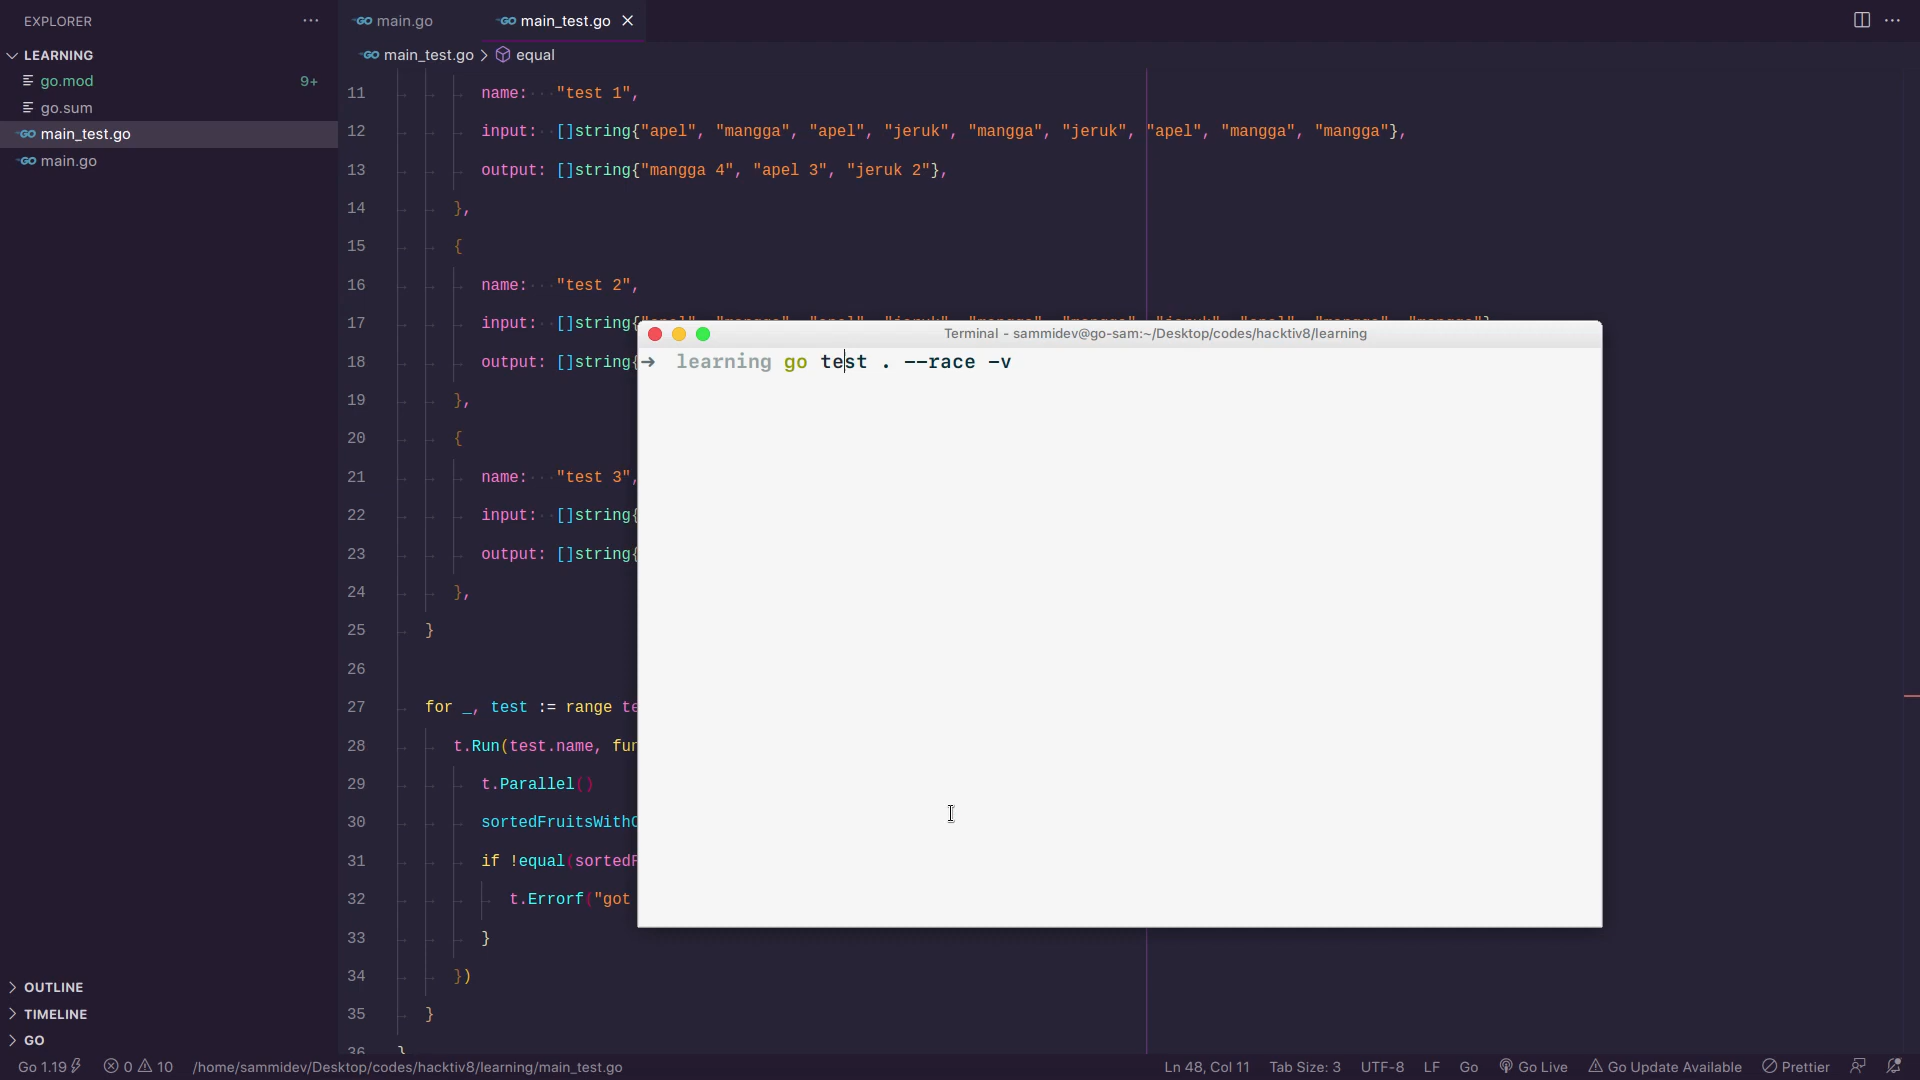 EXPLORER
main.go
main_test.go
LEARNING
main_test.go > equal
go.mod 9+
go.sum
main_test.go
main.go
11 name: "test 1",
12 input: []string{"apel", "mangga", "apel", "jeruk", "mangga", "jeruk", "apel", "mangga", "mangga"},
13 output: []string{"mangga 4", "apel 3", "jeruk 2"},
14 },
15 {
16 name: "test 2",
17 input: []string{
18 output: []string{
19 },
20 {
21 name: "test 3",
22 input: []string{
23 output: []string{
24 },
25 }
26
27 for _, test := range te
28 t.Run(test.name, fun
29 t.Parallel()
30 sortedFruitsWithC
31 if !equal(sortedF
32 t.Errorf("got
33 }
34 })
35 }
36 }
Terminal - sammidev@go-sam:~/Desktop/codes/hacktiv8/learning
➜ learning go test . --race -v
OUTLINE
TIMELINE
GO
Go 1.19 0 10 /home/sammidev/Desktop/codes/hacktiv8/learning/main_test.go Ln 48, Col 11 Tab Size: 3 UTF-8 LF Go Go Live Go Update Available Prettier